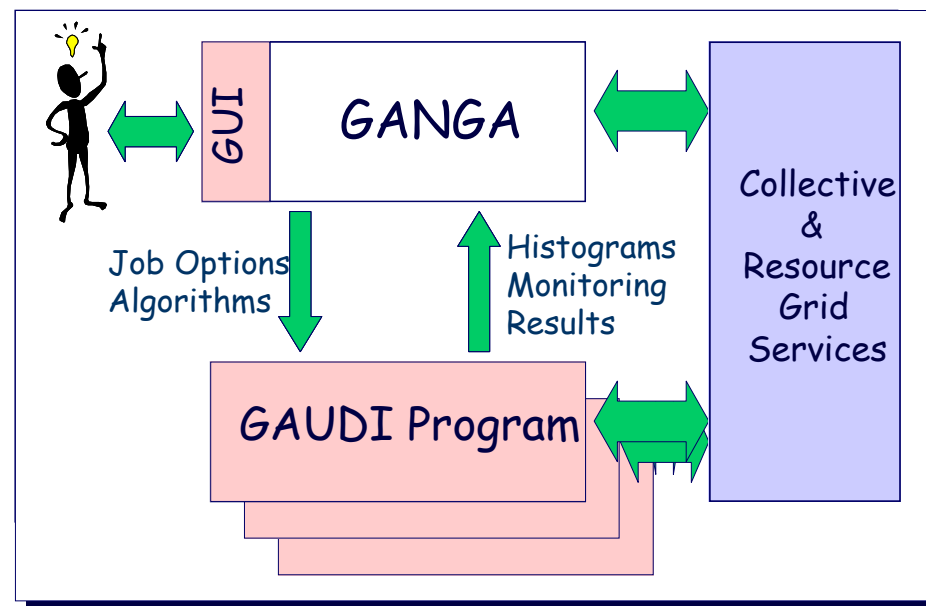 GUI
GANGA
Collective
&
Resource
Grid
Services
Job Options
Algorithms
Histograms
Monitoring
Results
GAUDI Program